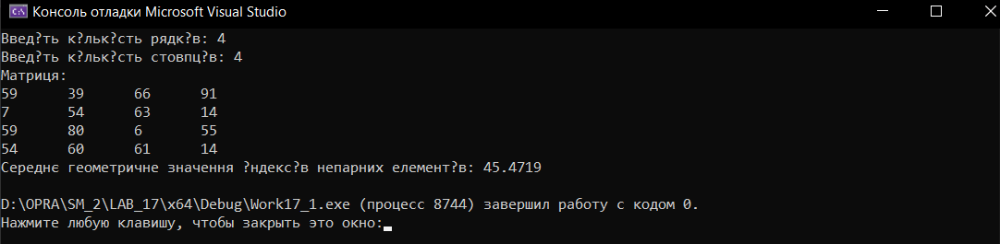 Консоль отладки Microsoft Visual Studio
Введ?ть к?льк?сть рядк?в: 4
Введ?ть к?льк?сть стовпц?в: 4
Матриця:
59 39 66 91
7 54 63 14
59 80 6 55
54 60 61 14
Середнє геометричне значення ?ндекс?в непарних елемент?в: 45.4719
D:\OPRA\SM_2\LAB_17\x64\Debug\Work17_1.exe (процесс 8744) завершил работу с кодом 0.
Нажмите любую клавишу, чтобы закрыть это окно: